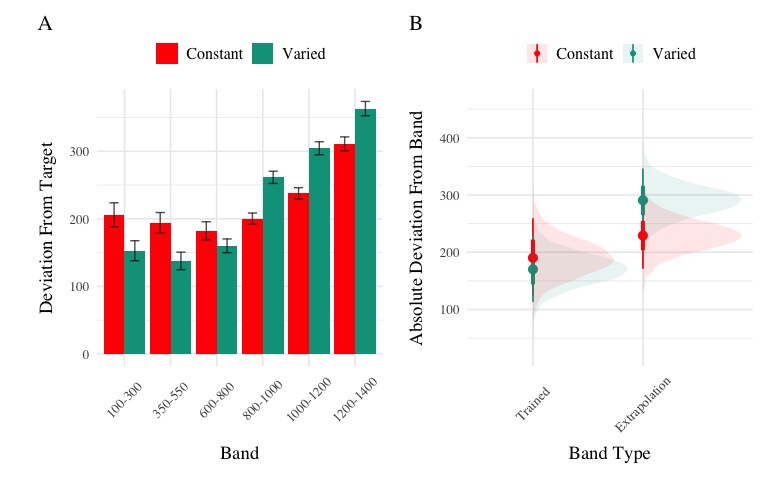 A
Constant Varied
Deviation From Target
300
200
100
0
100-300
350-550
600-800
800-1000
1000-1200
1200-1400
Band
B
Constant Varied
Absolute Deviation From Band
400
300
200
100
Trained
Extrapolation
Band Type